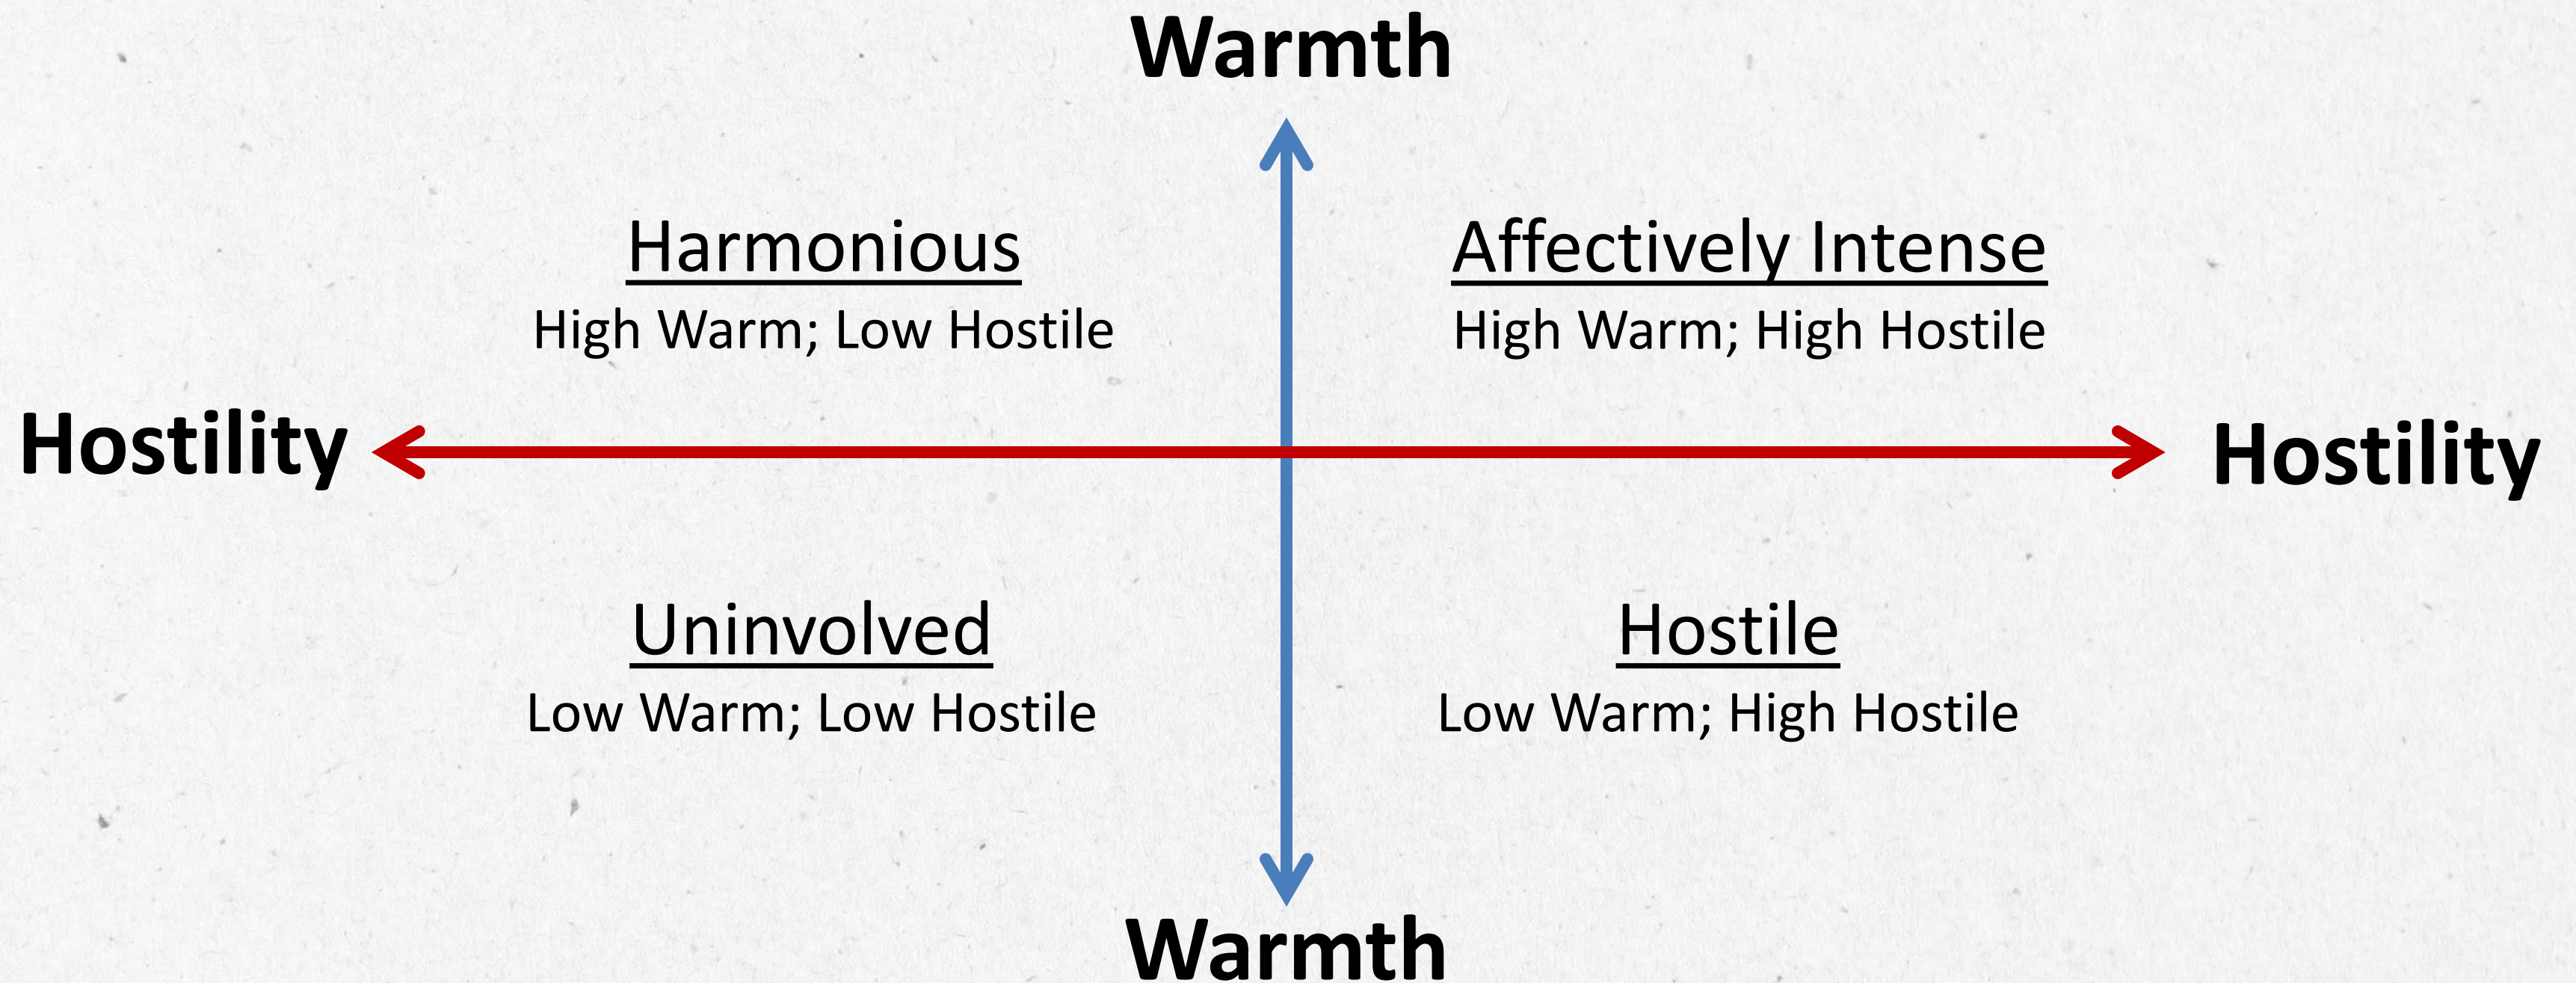 Warmth
Harmonious
High Warm; Low Hostile
Affectively Intense
High Warm; High Hostile
Hostility
Hostility
Uninvolved
Low Warm; Low Hostile
Hostile
Low Warm; High Hostile
Warmth